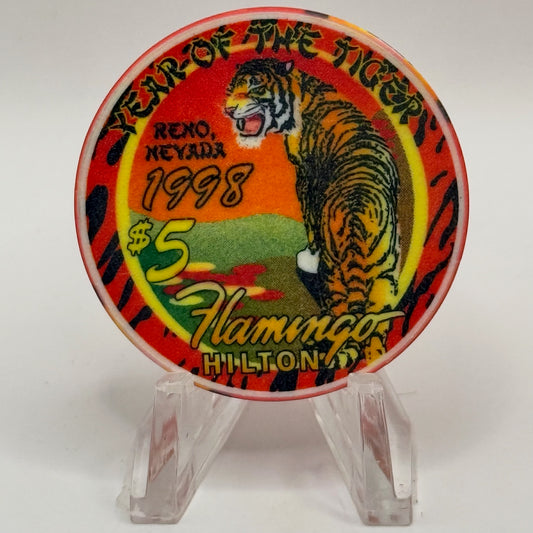 YEAR OF THE TIGER
RENO,
NEVADA
1998
$5
Flamingo
HILTON